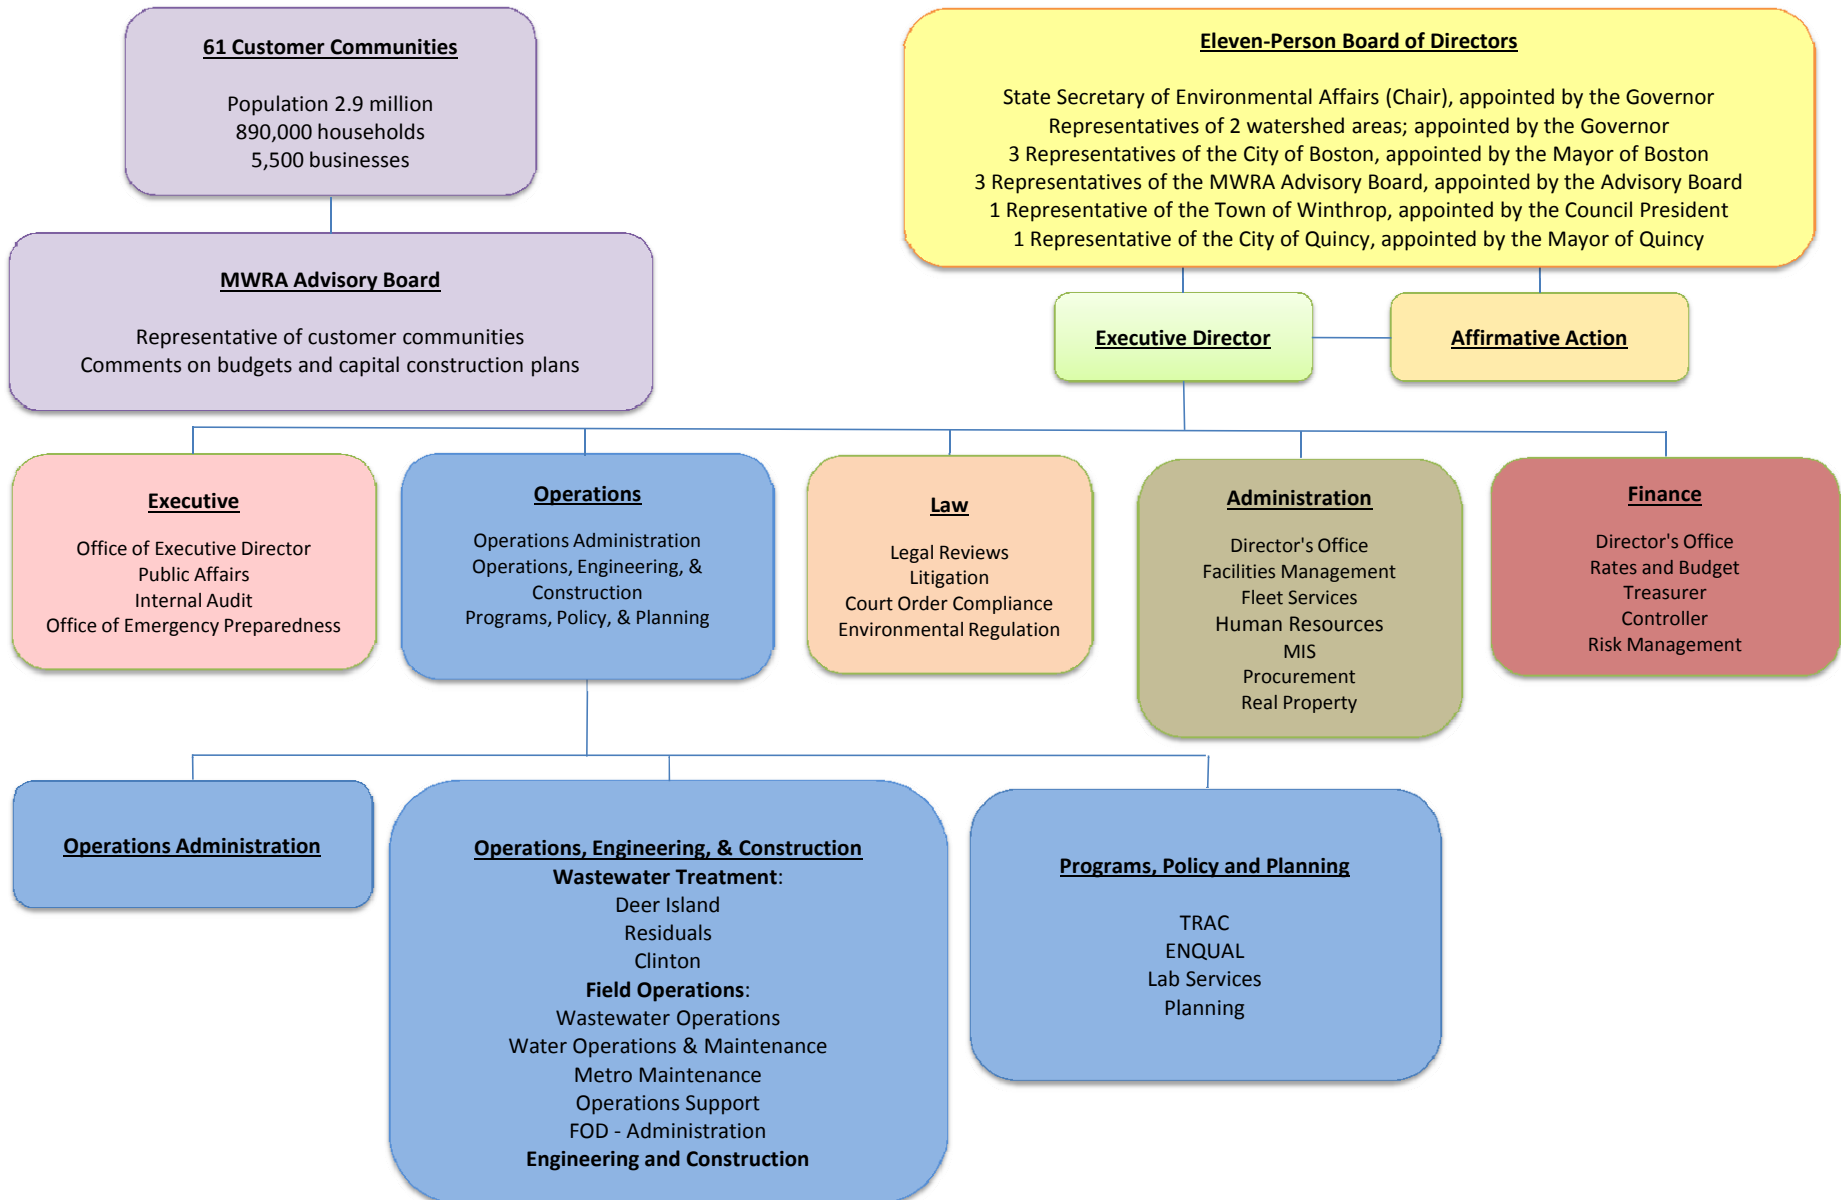 61 Customer Communities
Population 2.9 million
890,000 households
5,500 businesses
Eleven-Person Board of Directors
State Secretary of Environmental Affairs (Chair), appointed by the Governor
Representatives of 2 watershed areas; appointed by the Governor
3 Representatives of the City of Boston, appointed by the Mayor of Boston
3 Representatives of the MWRA Advisory Board, appointed by the Advisory Board
1 Representative of the Town of Winthrop, appointed by the Council President
1 Representative of the City of Quincy, appointed by the Mayor of Quincy
MWRA Advisory Board
Representative of customer communities
Comments on budgets and capital construction plans
Executive Director
Affirmative Action
Executive
Office of Executive Director
Public Affairs
Internal Audit
Office of Emergency Preparedness
Operations
Operations Administration
Operations, Engineering, &
Construction
Programs, Policy, & Planning
Law
Legal Reviews
Litigation
Court Order Compliance
Environmental Regulation
Administration
Director's Office
Facilities Management
Fleet Services
Human Resources
MIS
Procurement
Real Property
Finance
Director's Office
Rates and Budget
Treasurer
Controller
Risk Management
Operations Administration
Operations, Engineering, & Construction
Wastewater Treatment:
Deer Island
Residuals
Clinton
Field Operations:
Wastewater Operations
Water Operations & Maintenance
Metro Maintenance
Operations Support
FOD - Administration
Engineering and Construction
Programs, Policy and Planning
TRAC
ENQUAL
Lab Services
Planning